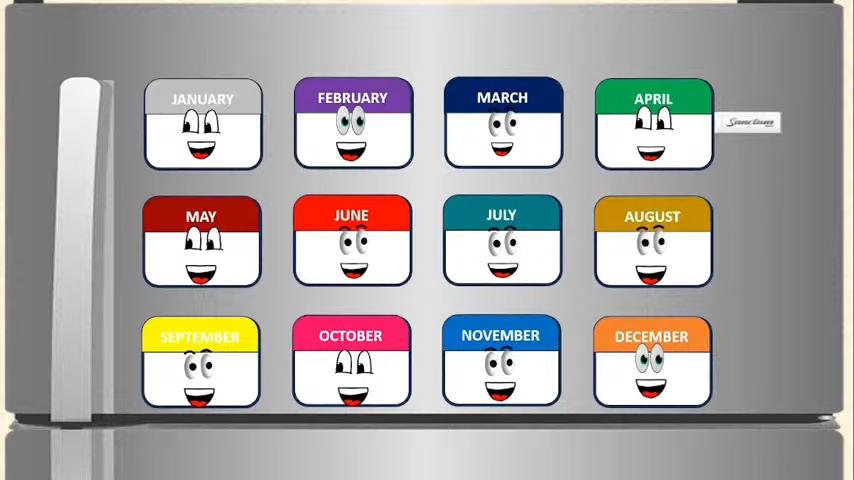 JANUARY
FEBRUARY
MARCH
APRIL
MAY
JUNE
JULY
AUGUST
SEPTEMBER
OCTOBER
NOVEMBER
DECEMBER